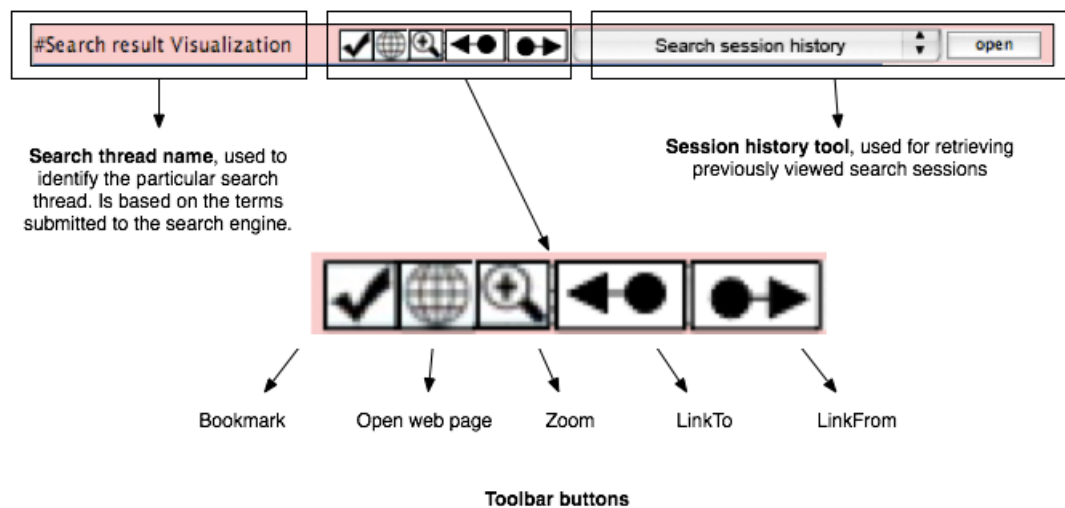 #Search result Visualization
Search session history
open
Search thread name, used to
identify the particular search
thread. Is based on the terms
submitted to the search engine.
Session history tool, used for retrieving
previously viewed search sessions
Bookmark
Open web page
Zoom
LinkTo
LinkFrom
Toolbar buttons